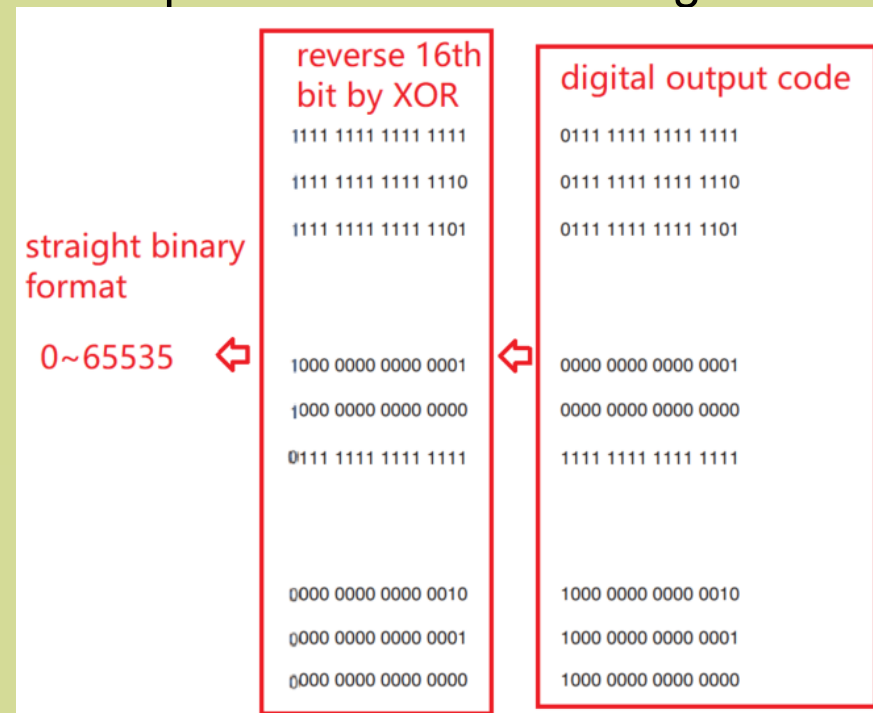 reverse 16th
bit by XOR
1111 1111 1111 1111
1111 1111 1111 1110
1111 1111 1111 1101
1000 0000 0000 0001
1000 0000 0000 0000
0111 1111 1111 1111
0000 0000 0000 0010
0000 0000 0000 0001
0000 0000 0000 0000
digital output code
0111 1111 1111 1111
0111 1111 1111 1110
0111 1111 1111 1101
0000 0000 0000 0001
0000 0000 0000 0000
1111 1111 1111 1111
1000 0000 0000 0010
1000 0000 0000 0001
1000 0000 0000 0000
straight binary
format
0~65535